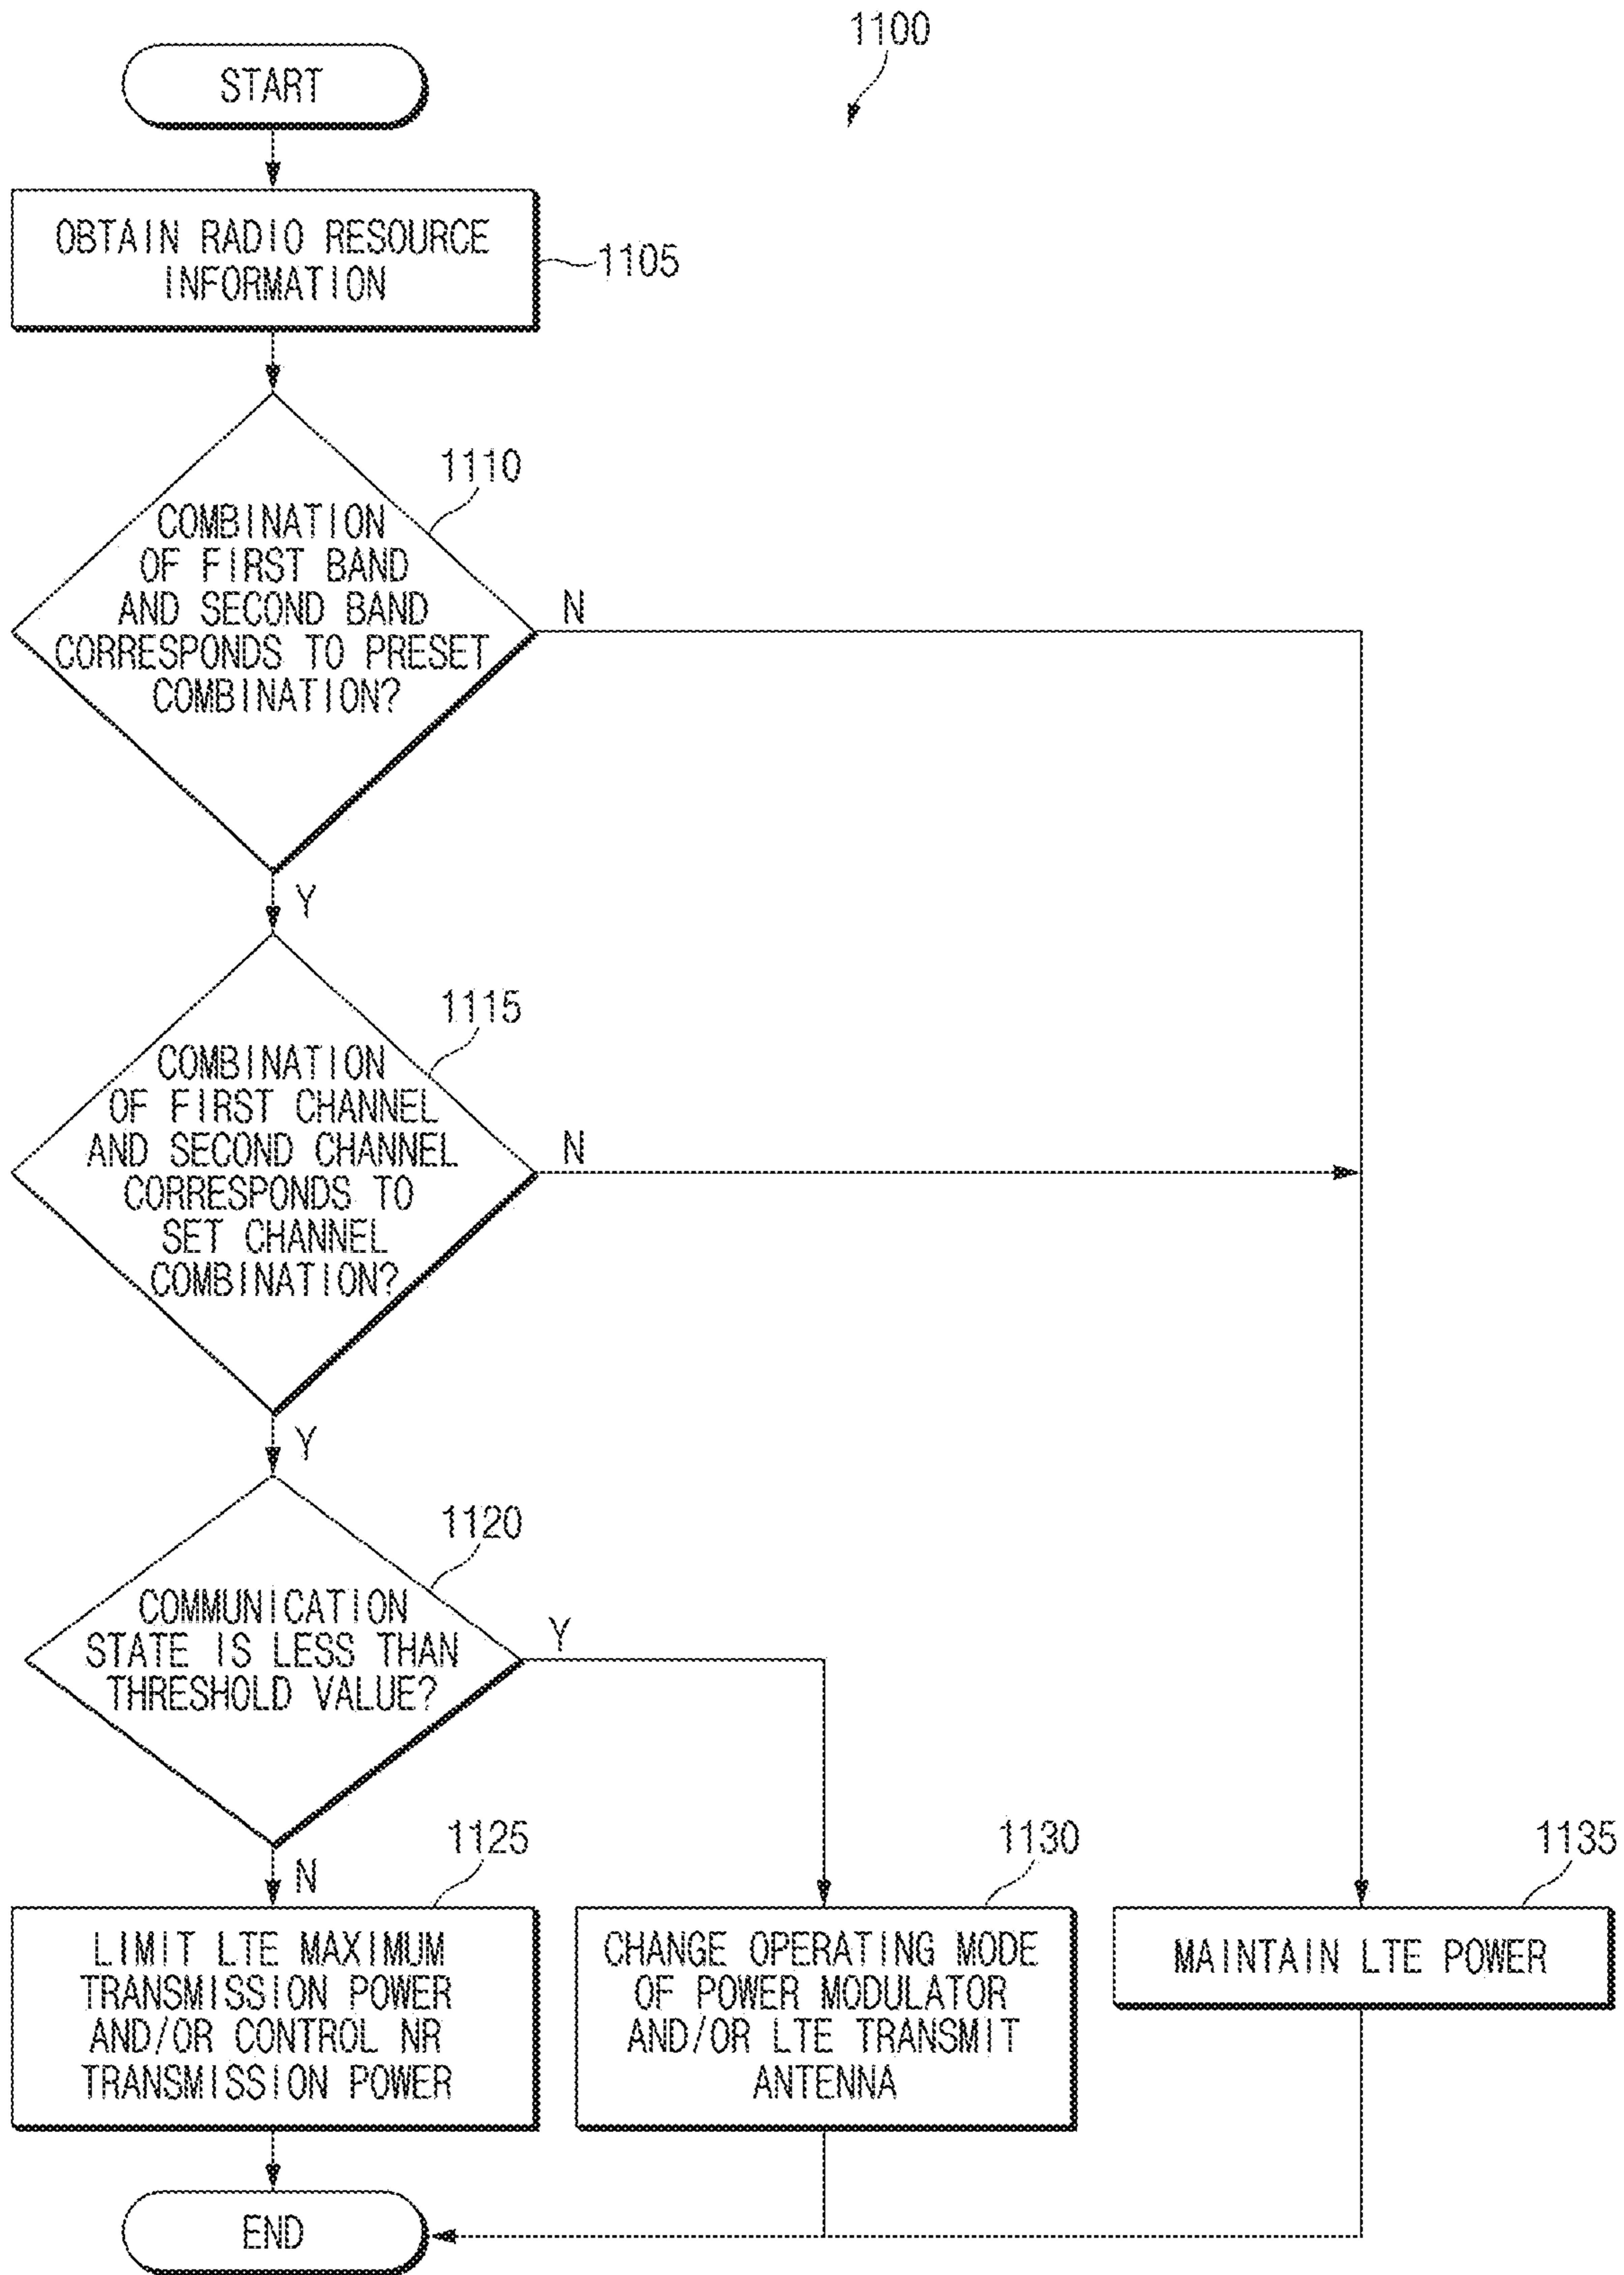 1100
START
OBTAIN RADIO RESOURCE
INFORMATION
1105
1110
COMBINATION
OF FIRST BAND
AND SECOND BAND
CORRESPONDS TO PRESET
COMBINATION?
N
Y
1115
COMBINATION
OF FIRST CHANNEL
AND SECOND CHANNEL
CORRESPONDS TO
SET CHANNEL
COMBINATION?
N
Y
1120
COMMUNICATION
STATE IS LESS THAN
THRESHOLD VALUE?
Y
N
1125
LIMIT LTE MAXIMUM
TRANSMISSION POWER
AND/OR CONTROL NR
TRANSMISSION POWER
1130
CHANGE OPERATING MODE
OF POWER MODULATOR
AND/OR LTE TRANSMIT
ANTENNA
1135
MAINTAIN LTE POWER
END